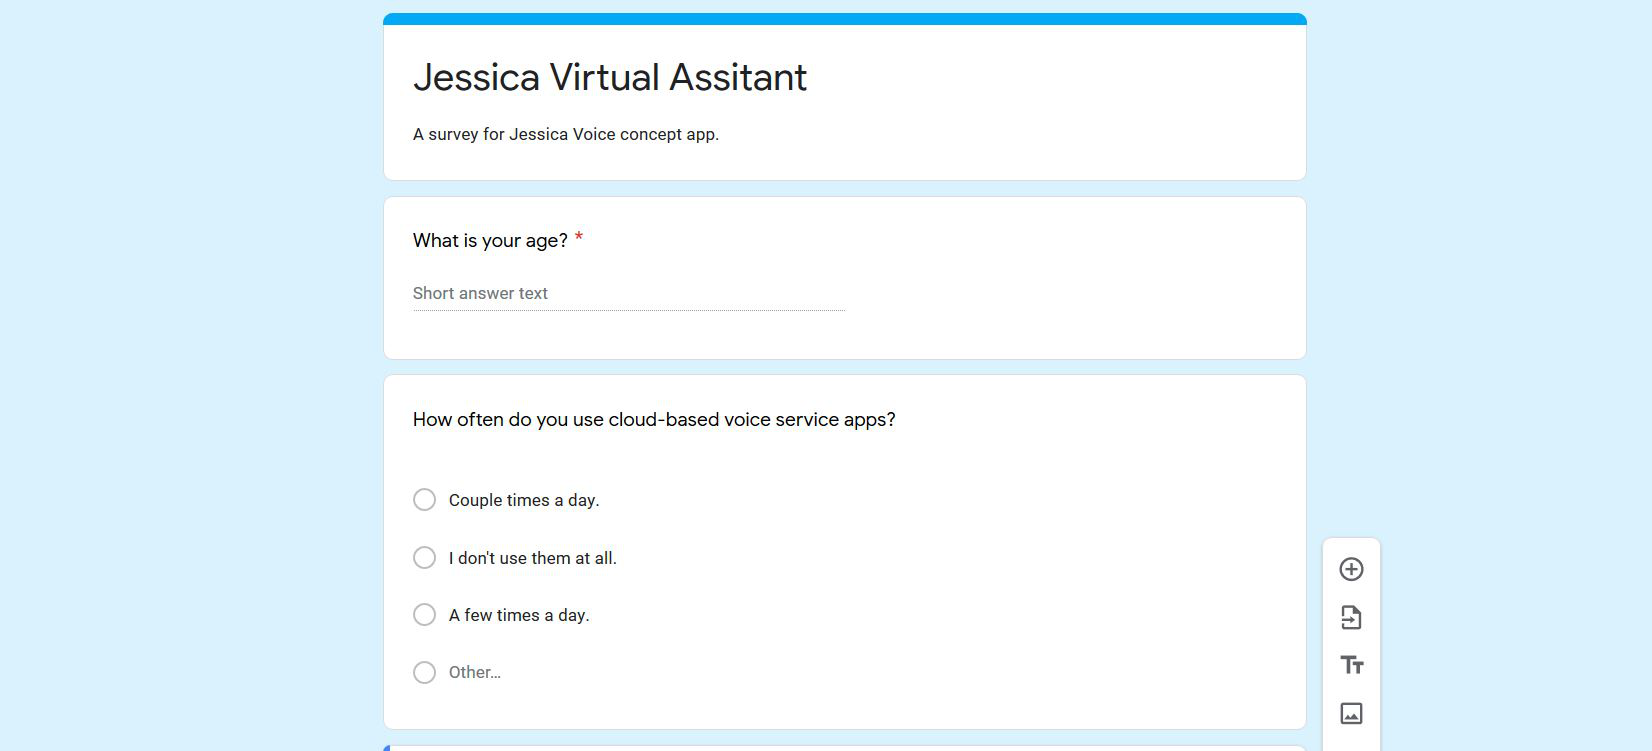 Jessica Virtual Assitant
A survey for Jessica Voice concept app.
What is your age? *
Short answer text
How often do you use cloud-based voice service apps?
Couple times a day.
I don't use them at all.
A few times a day.
Other...